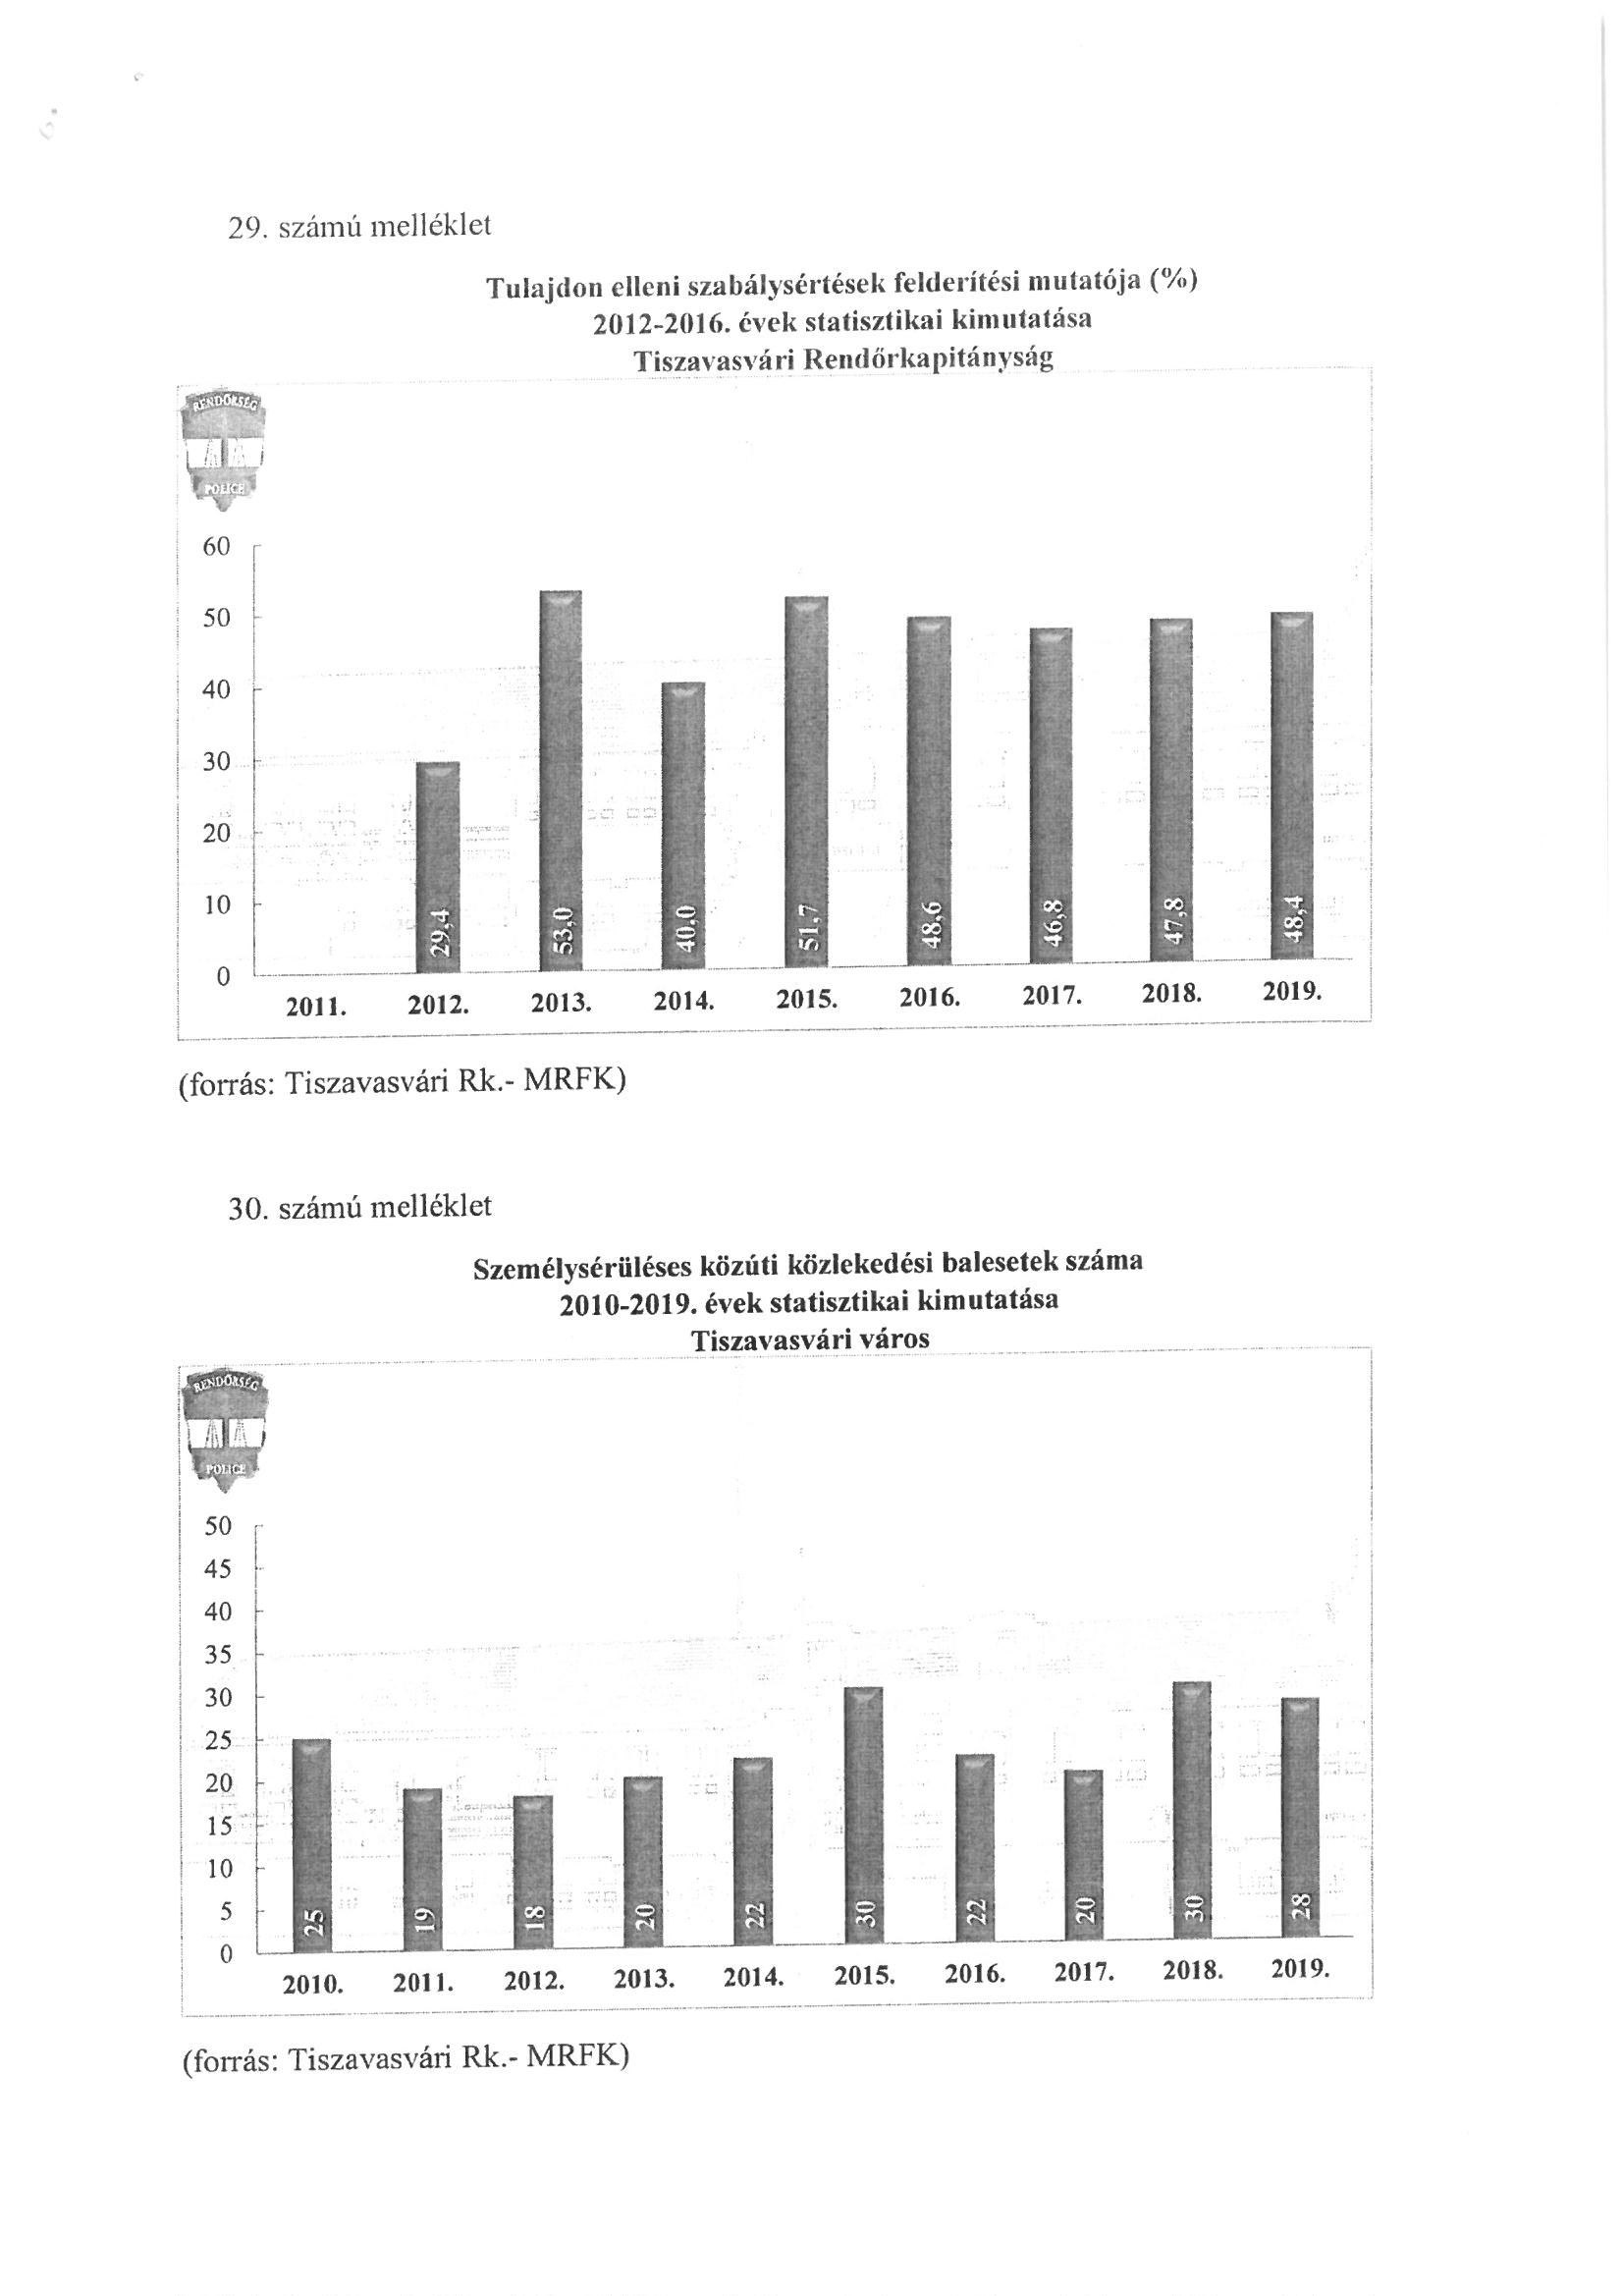 29. számú melléklet
Tulajdon elleni szabálysértések felderítési mutatója (%)
2012-2016. évek statisztikai kimutatása
Tiszavasvári Rendőrkapitányság
RENDŐRSÉG
POLICE
60
50
40
30
20
10
0
29,4
53,0
40,0
51,7
48,6
46,8
47,8
48,4
2011. 2012. 2013. 2014. 2015. 2016. 2017. 2018. 2019.
(forrás: Tiszavasvári Rk.- MRFK)
30. számú melléklet
Személysérüléses közúti közlekedési balesetek száma
2010-2019. évek statisztikai kimutatása
Tiszavasvári város
RENDŐRSÉG
POLICE
50
45
40
35
30
25
20
15
10
5
0
25
19
18
20
22
30
22
20
30
28
2010. 2011. 2012. 2013. 2014. 2015. 2016. 2017. 2018. 2019.
(forrás: Tiszavasvári Rk.- MRFK)